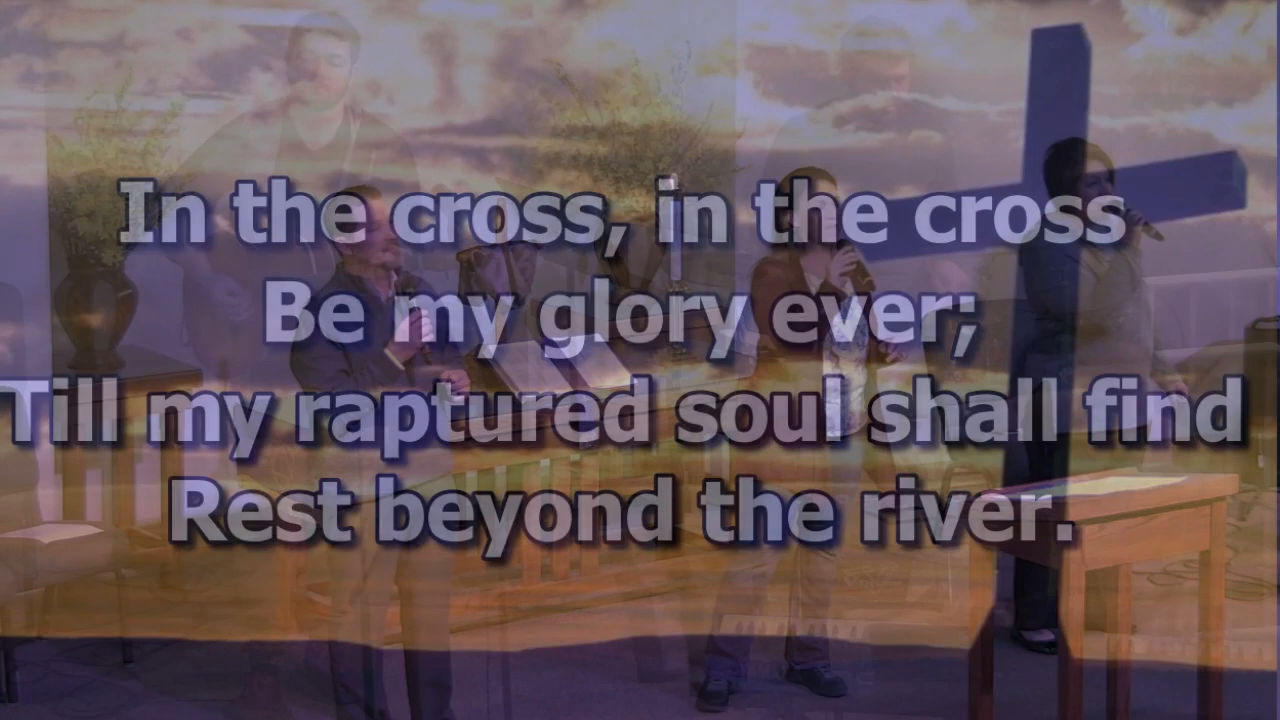 In the cross, in the cross
Be my glory ever;
Till my raptured soul shall find
Rest beyond the river.